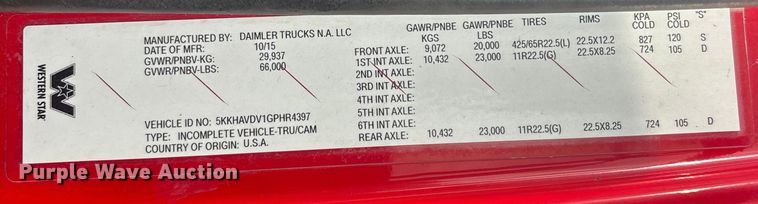 WESTERN STAR
MANUFACTURED BY: DAIMLER TRUCKS N.A. LLC
DATE OF MFR: 10/15
GVWR/PNBV-KG: 29,937
GVWR/PNBV-LBS: 66,000
VEHICLE ID NO: 5KKHAVDV1GPHR4397
TYPE: INCOMPLETE VEHICLE-TRU/CAM
COUNTRY OF ORIGIN: U.S.A.
GAWR/PNBE KGS GAWR/PNBE LBS TIRES RIMS KPA COLD PSI COLD "S"
FRONT AXLE: 9,072 20,000 425/65R22.5(L) 22.5X12.2 827 120 S
1ST INT AXLE: 10,432 23,000 11R22.5(G) 22.5X8.25 724 105 D
2ND INT AXLE:
3RD INT AXLE:
4TH INT AXLE:
5TH INT AXLE:
6TH INT AXLE:
REAR AXLE: 10,432 23,000 11R22.5(G) 22.5X8.25 724 105 D
Purple Wave Auction